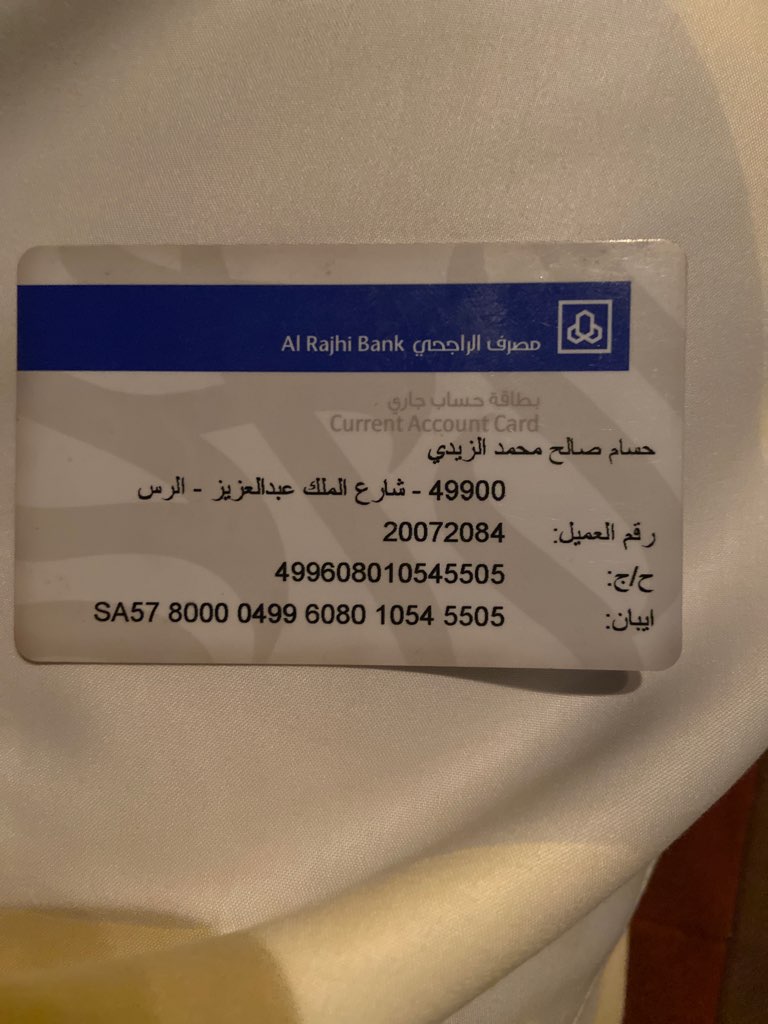 مصرف الراجحي Al Rajhi Bank
بطاقة حساب جاري
Current Account Card
حسام صالح محمد الزيدي
49900 - شارع الملك عبدالعزيز - الرس
رقم العميل: 20072084
ح/ج: 499608010545505
ايبان: SA57 8000 0499 6080 1054 5505